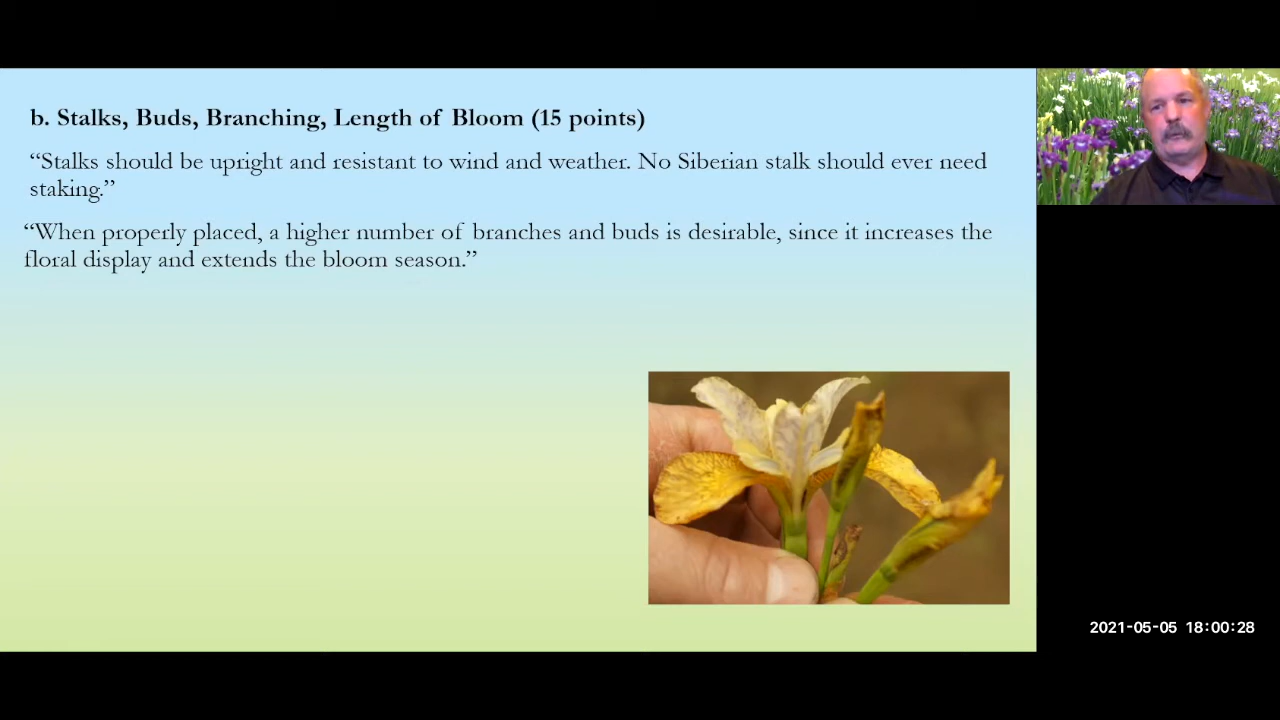 b. Stalks, Buds, Branching, Length of Bloom (15 points)
“Stalks should be upright and resistant to wind and weather. No Siberian stalk should ever need
staking.”
“When properly placed, a higher number of branches and buds is desirable, since it increases the
floral display and extends the bloom season.”
2021-05-05 18:00:28